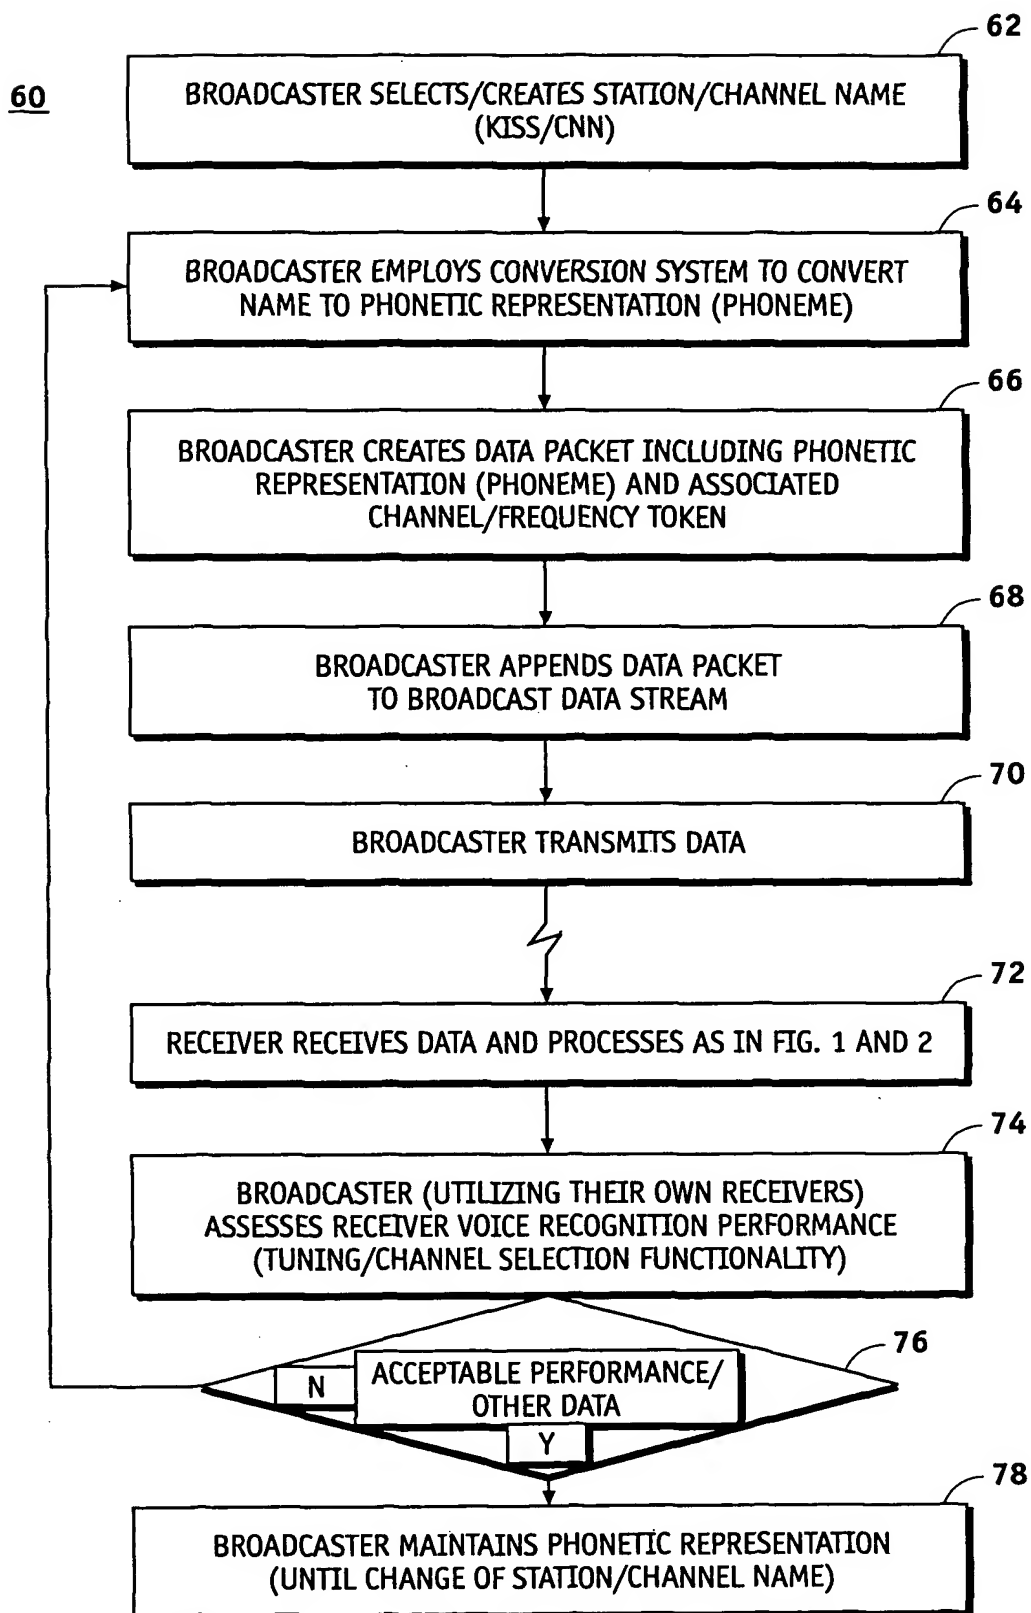 62
60
BROADCASTER SELECTS/CREATES STATION/CHANNEL NAME
(KISS/CNN)
64
BROADCASTER EMPLOYS CONVERSION SYSTEM TO CONVERT
NAME TO PHONETIC REPRESENTATION (PHONEME)
66
BROADCASTER CREATES DATA PACKET INCLUDING PHONETIC
REPRESENTATION (PHONEME) AND ASSOCIATED
CHANNEL/FREQUENCY TOKEN
68
BROADCASTER APPENDS DATA PACKET
TO BROADCAST DATA STREAM
70
BROADCASTER TRANSMITS DATA
72
RECEIVER RECEIVES DATA AND PROCESSES AS IN FIG. 1 AND 2
74
BROADCASTER (UTILIZING THEIR OWN RECEIVERS)
ASSESSES RECEIVER VOICE RECOGNITION PERFORMANCE
(TUNING/CHANNEL SELECTION FUNCTIONALITY)
76
N
ACCEPTABLE PERFORMANCE/
OTHER DATA
Y
78
BROADCASTER MAINTAINS PHONETIC REPRESENTATION
(UNTIL CHANGE OF STATION/CHANNEL NAME)